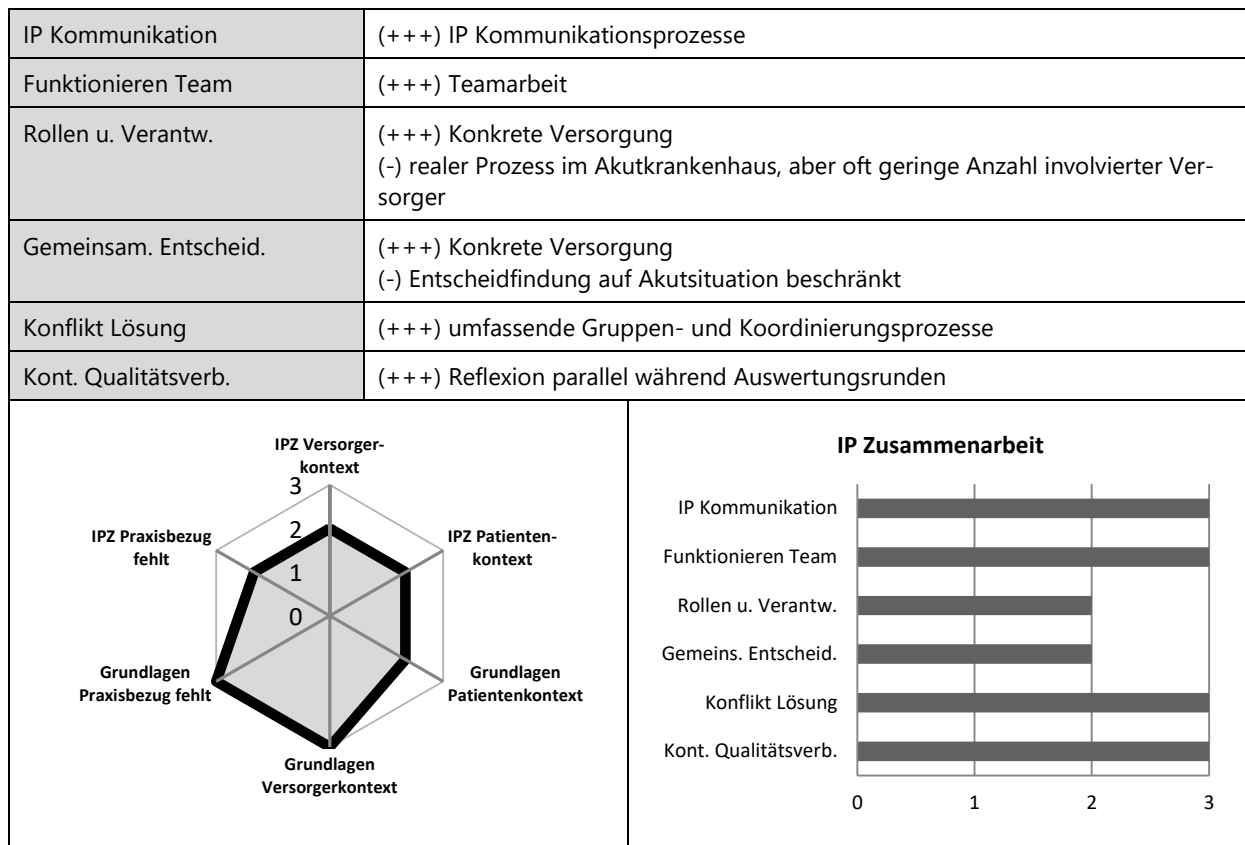 IP Kommunikation
(+++) IP Kommunikationsprozesse
Funktionieren Team
(+++) Teamarbeit
Rollen u. Verantw.
(+++) Konkrete Versorgung
(-) realer Prozess im Akutkrankenhaus, aber oft geringe Anzahl involvierter Ver-
sorger
Gemeinsam. Entscheid.
(+++) Konkrete Versorgung
(-) Entscheidfindung auf Akutsituation beschränkt
Konflikt Lösung
(+++) umfassende Gruppen- und Koordinierungsprozesse
Kont. Qualitätsverb.
(+++) Reflexion parallel während Auswertungsrunden
IPZ Versorger-
kontext
3
2
1
0
IPZ Patienten-
kontext
Grundlagen
Patientenkontext
Grundlagen
Versorgerkontext
Grundlagen
Praxisbezug fehlt
IPZ Praxisbezug
fehlt
IP Zusammenarbeit
IP Kommunikation
Funktionieren Team
Rollen u. Verantw.
Gemeins. Entscheid.
Konflikt Lösung
Kont. Qualitätsverb.
0 1 2 3